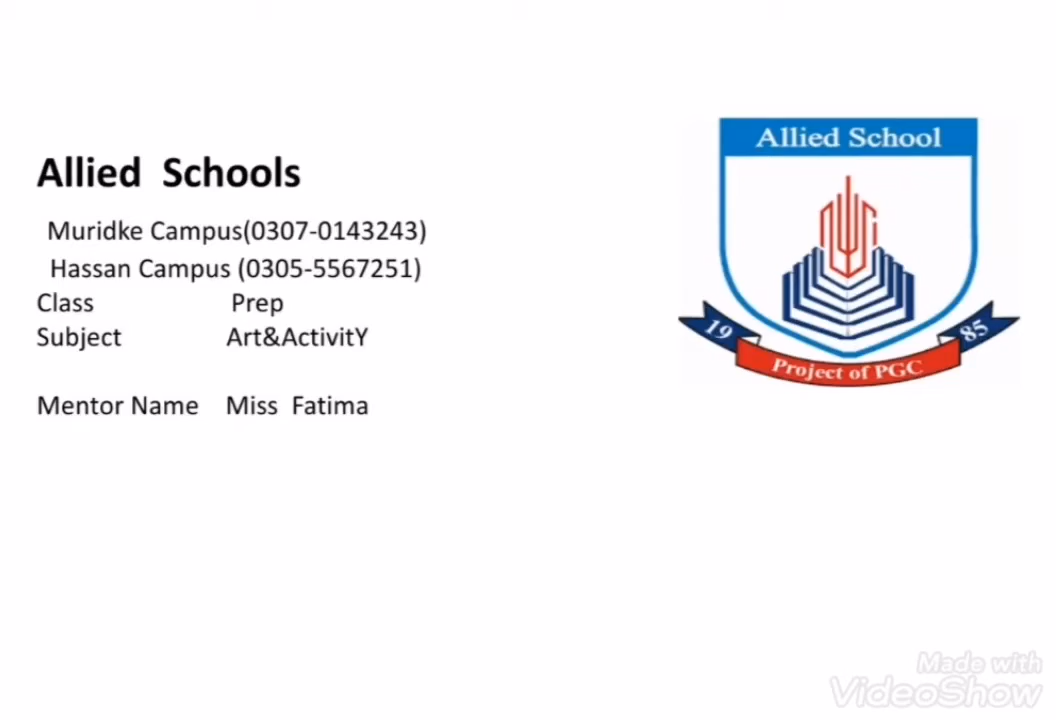 Allied Schools
Muridke Campus(0307-0143243)
Hassan Campus (0305-5567251)
Class Prep
Subject Art&ActivitY
Mentor Name Miss Fatima
Allied School
19 85
Project of PGC
Made with
VideoShow